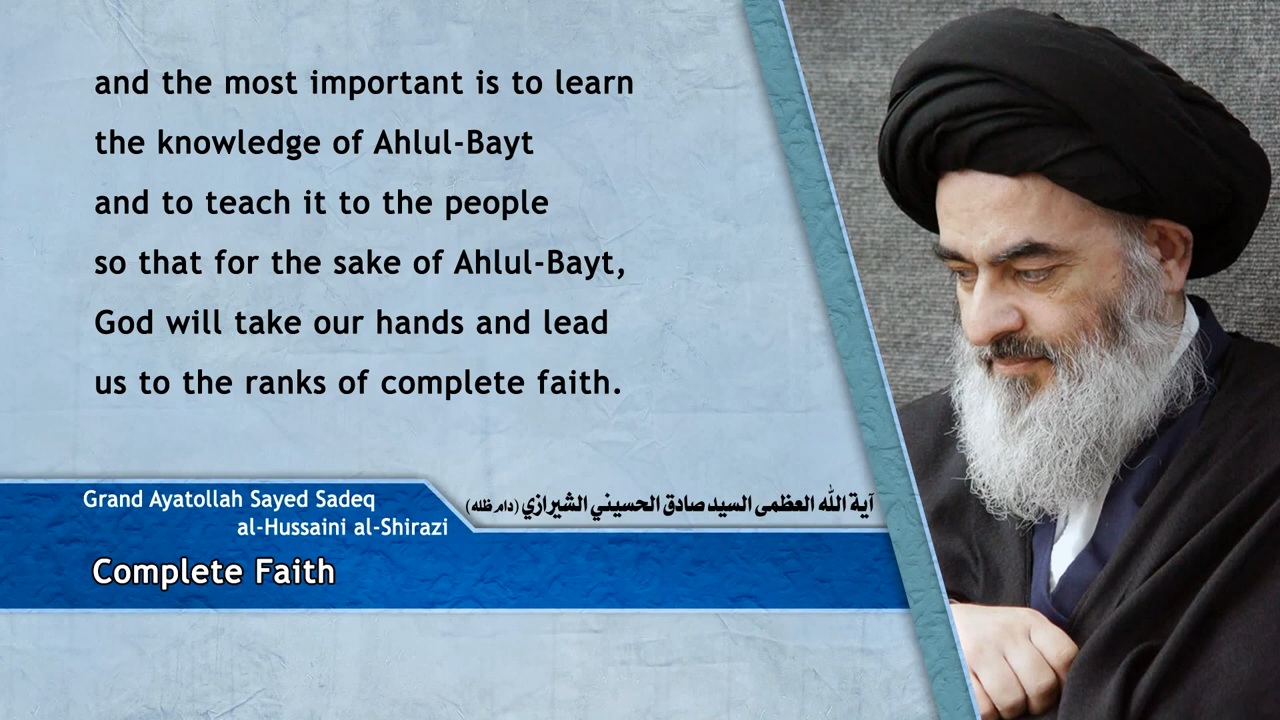 and the most important is to learn
the knowledge of Ahlul-Bayt
and to teach it to the people
so that for the sake of Ahlul-Bayt,
God will take our hands and lead
us to the ranks of complete faith.
Grand Ayatollah Sayed Sadeq
al-Hussaini al-Shirazi
آية الله العظمى السيد صادق الحسيني الشيرازي (دام ظله)
Complete Faith